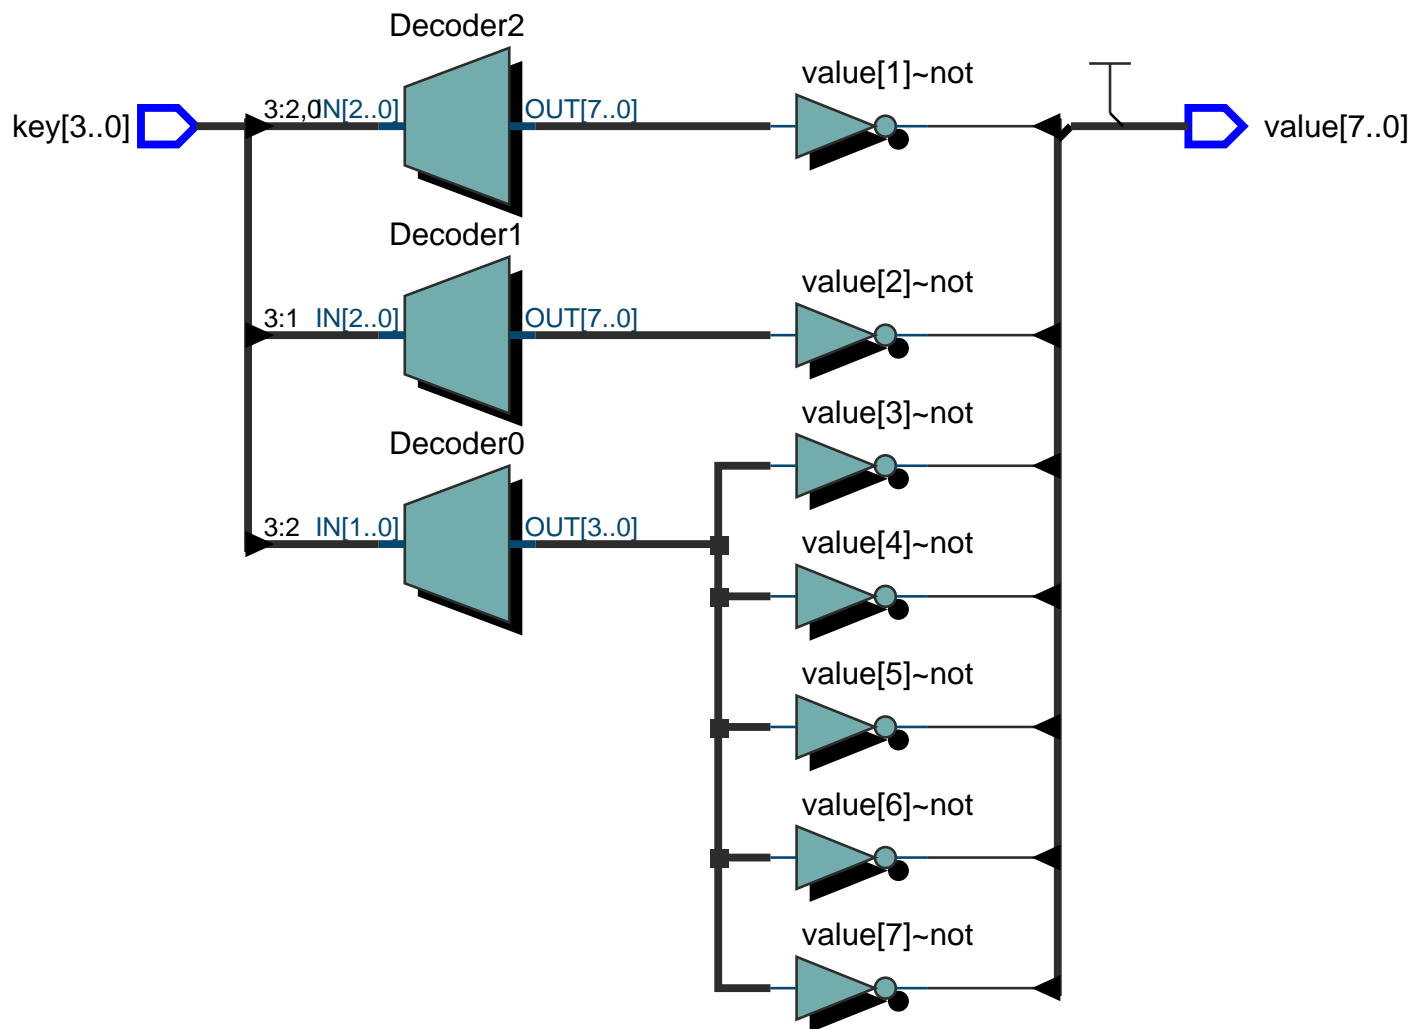 Decoder2
value[1]~not
key[3..0]
3:2,0
IN[2..0]
OUT[7..0]
value[7..0]
Decoder1
value[2]~not
3:1
IN[2..0]
OUT[7..0]
value[3]~not
Decoder0
3:2
IN[1..0]
OUT[3..0]
value[4]~not
value[5]~not
value[6]~not
value[7]~not